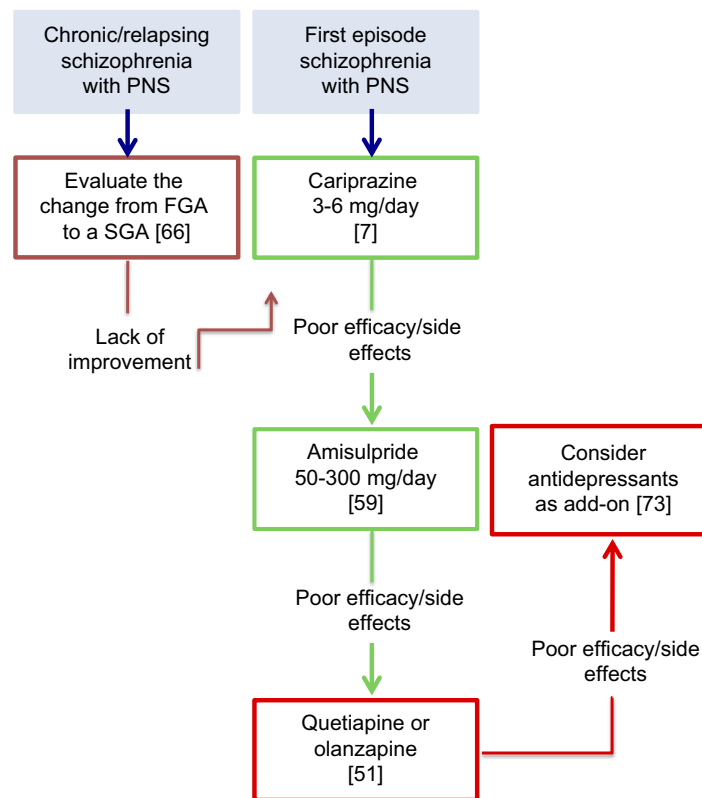 Chronic/relapsing
schizophrenia
with PNS
First episode
schizophrenia
with PNS
Evaluate the
change from FGA
to a SGA [66]
Cariprazine
3-6 mg/day
[7]
Lack of
improvement
Poor efficacy/side
effects
Amisulpride
50-300 mg/day
[59]
Consider
antidepressants
as add-on [73]
Poor efficacy/side
effects
Poor efficacy/side
effects
Quetiapine or
olanzapine
[51]